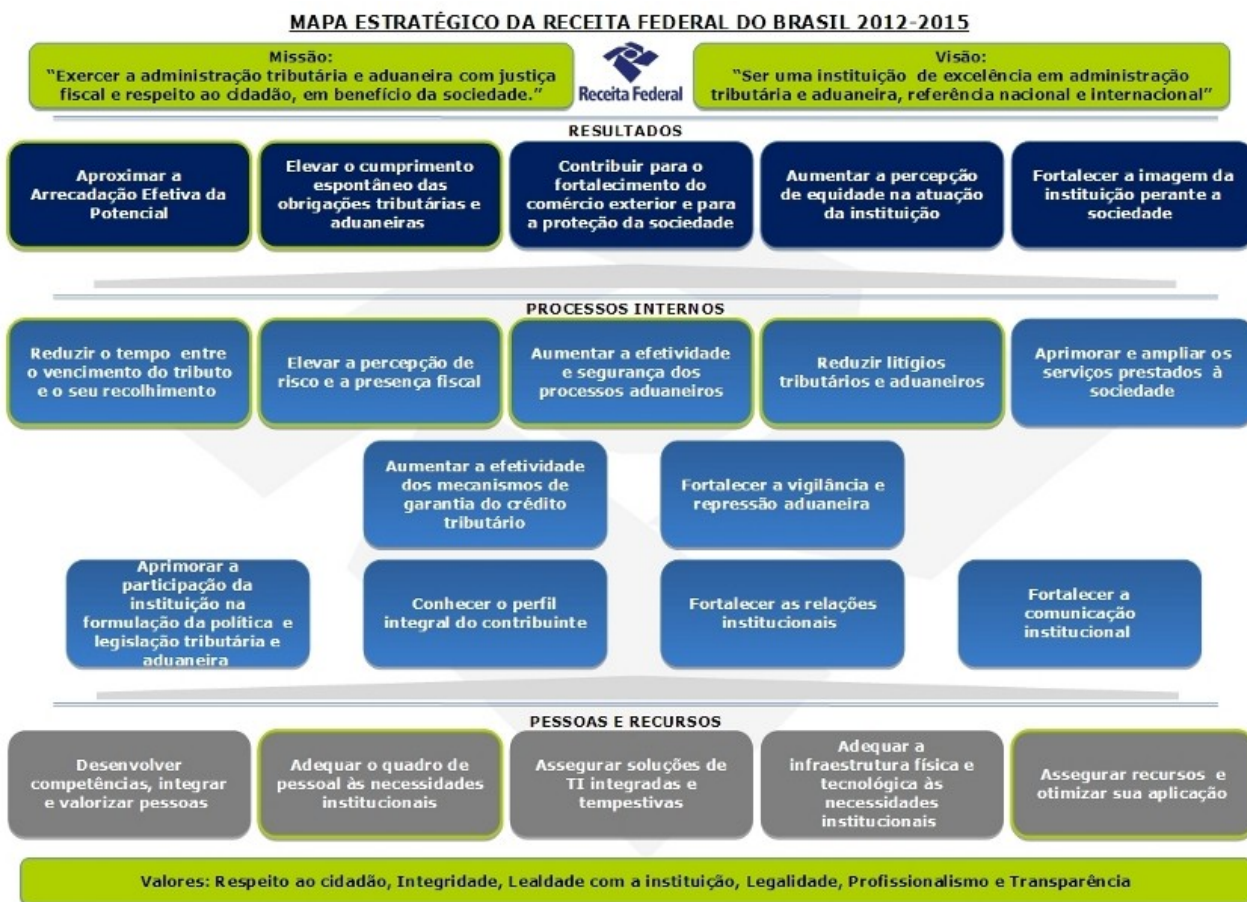 MAPA ESTRATÉGICO DA RECEITA FEDERAL DO BRASIL 2012-2015
Missão:
“Exercer a administração tributária e aduaneira com justiça
fiscal e respeito ao cidadão, em benefício da sociedade.”
Receita Federal
Visão:
“Ser uma instituição de excelência em administração
tributária e aduaneira, referência nacional e internacional”
RESULTADOS
Aproximar a
Arrecadação Efetiva da
Potencial
Elevar o cumprimento
espontâneo das
obrigações tributárias e
aduaneiras
Contribuir para o
fortalecimento do
comércio exterior e para
a proteção da sociedade
Aumentar a percepção
de equidade na atuação
da instituição
Fortalecer a imagem da
instituição perante a
sociedade
PROCESSOS INTERNOS
Reduzir o tempo entre
o vencimento do tributo
e o seu recolhimento
Elevar a percepção de
risco e a presença fiscal
Aumentar a efetividade
e segurança dos
processos aduaneiros
Reduzir litígios
tributários e aduaneiros
Aprimorar e ampliar os
serviços prestados à
sociedade
Aumentar a efetividade
dos mecanismos de
garantia do crédito
tributário
Fortalecer a vigilância e
repressão aduaneira
Aprimorar a
participação da
instituição na
formulação da política e
legislação tributária e
aduaneira
Conhecer o perfil
integral do contribuinte
Fortalecer as relações
institucionais
Fortalecer a
comunicação
institucional
PESSOAS E RECURSOS
Desenvolver
competências, integrar
e valorizar pessoas
Adequar o quadro de
pessoal às necessidades
institucionais
Assegurar soluções de
TI integradas e
tempestivas
Adequar a
infraestrutura física e
tecnológica às
necessidades
institucionais
Assegurar recursos e
otimizar sua aplicação
Valores: Respeito ao cidadão, Integridade, Lealdade com a instituição, Legalidade, Profissionalismo e Transparência